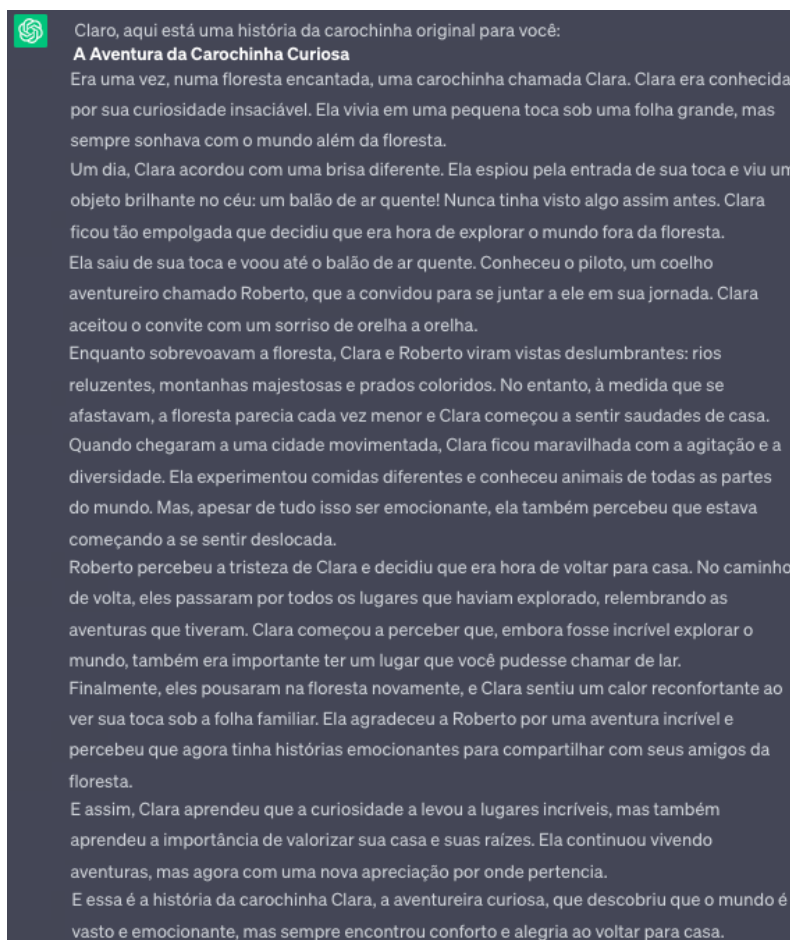 Claro, aqui está uma história da carochinha original para você:
A Aventura da Carochinha Curiosa
Era uma vez, numa floresta encantada, uma carochinha chamada Clara. Clara era conhecida
por sua curiosidade insaciável. Ela vivia em uma pequena toca sob uma folha grande, mas
sempre sonhava com o mundo além da floresta.
Um dia, Clara acordou com uma brisa diferente. Ela espiou pela entrada de sua toca e viu um
objeto brilhante no céu: um balão de ar quente! Nunca tinha visto algo assim antes. Clara
ficou tão empolgada que decidiu que era hora de explorar o mundo fora da floresta.
Ela saiu de sua toca e voou até o balão de ar quente. Conheceu o piloto, um coelho
aventureiro chamado Roberto, que a convidou para se juntar a ele em sua jornada. Clara
aceitou o convite com um sorriso de orelha a orelha.
Enquanto sobrevoavam a floresta, Clara e Roberto viram vistas deslumbrantes: rios
reluzentes, montanhas majestosas e prados coloridos. No entanto, à medida que se
afastavam, a floresta parecia cada vez menor e Clara começou a sentir saudades de casa.
Quando chegaram a uma cidade movimentada, Clara ficou maravilhada com a agitação e a
diversidade. Ela experimentou comidas diferentes e conheceu animais de todas as partes
do mundo. Mas, apesar de tudo isso ser emocionante, ela também percebeu que estava
começando a se sentir deslocada.
Roberto percebeu a tristeza de Clara e decidiu que era hora de voltar para casa. No caminho
de volta, eles passaram por todos os lugares que haviam explorado, relembrando as
aventuras que tiveram. Clara começou a perceber que, embora fosse incrível explorar o
mundo, também era importante ter um lugar que você pudesse chamar de lar.
Finalmente, eles pousaram na floresta novamente, e Clara sentiu um calor reconfortante ao
ver sua toca sob a folha familiar. Ela agradeceu a Roberto por uma aventura incrível e
percebeu que agora tinha histórias emocionantes para compartilhar com seus amigos da
floresta.
E assim, Clara aprendeu que a curiosidade a levou a lugares incríveis, mas também
aprendeu a importância de valorizar sua casa e suas raízes. Ela continuou vivendo
aventuras, mas agora com uma nova apreciação por onde pertencia.
E essa é a história da carochinha Clara, a aventureira curiosa, que descobriu que o mundo é
vasto e emocionante, mas sempre encontrou conforto e alegria ao voltar para casa.